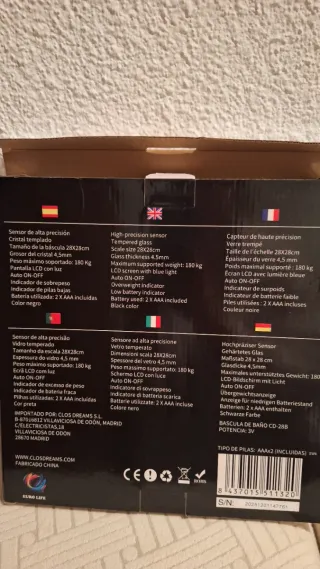 Sensor de alta precisión
Cristal templado
Tamaño de la báscula 28X28cm
Grosor del cristal 4,5mm
Peso máximo soportado: 180 kg
Pantalla LCD con luz
Auto ON-OFF
Indicador de sobrepeso
Indicador de pilas bajas
Batería utilizada: 2 X AAA incluidas
Color negro
High-precision sensor
Tampered glass
Scale size 28X28cm
Glass thickness 4,5mm
Maximum supported weight: 180 kg
LCD screen with blue light
Auto ON-OFF
Overweight indicator
Low battery indicator
Battery used: 2 X AAA included
Black color
Capteur de haute précision
Verre trempé
Taille de l'échelle 28X28cm
Épaisseur du verre 4,5 mm
Poids maximal supporté : 180 kg
Écran LCD avec lumière bleue
Auto ON-OFF
Indicateur de surpoids
Indicateur de batterie faible
Piles utilisées : 2 X AAA incluses
Couleur noire
Sensor de alta precisão
Vidro temperado
Tamanho da escala 28X28cm
Espessura do vidro 4,5 mm
Peso máximo suportado: 180 kg
Ecrã LCD com luz
Auto ON-OFF
Indicador de excesso de peso
Indicador de bateria fraca
Pilhas utilizadas: 2 X AAA incluídas
Cor preta
Sensore ad alta precisione
Vetro temperato
Dimensioni scala 28X28cm
Spessore del vetro 4,5 mm
Peso massimo supportato: 180 kg
Schermo LCD con luce
Auto ON-OFF
Indicatore di sovrappeso
Indicatore di batteria scarica
Batterie utilizzate: 2 X AAA incluse
Colore nero
Hochpräziser Sensor
Gehärtetes Glas
Maßstab 28 x 28 cm
Glasdicke 4,5mm
Maximales unterstütztes Gewicht: 180
LCD-Bildschirm mit Licht
Auto ON-OFF
Übergewichtsanzeige
Anzeige für niedrigen Batteriestand
Batterien: 2 x AAA enthalten
Schwarze Farbe
IMPORTADO POR: CLOS DREAMS S.L.
VILLAVICIOSA DE ODÓN, MADRID
C/ELECTRICISTAS,18
VILLAVICIOSA DE ODÓN
28670 MADRID
BASCULA DE BAÑO CD-28B
POTENCIA: 3V
WWW.CLOSDREAMS.COM
FABRICADO CHINA
TIPO DE PILAS: AAAx2 (INCLUIDAS)
CURE LIFE
CE
8 437015 511320
S/N: